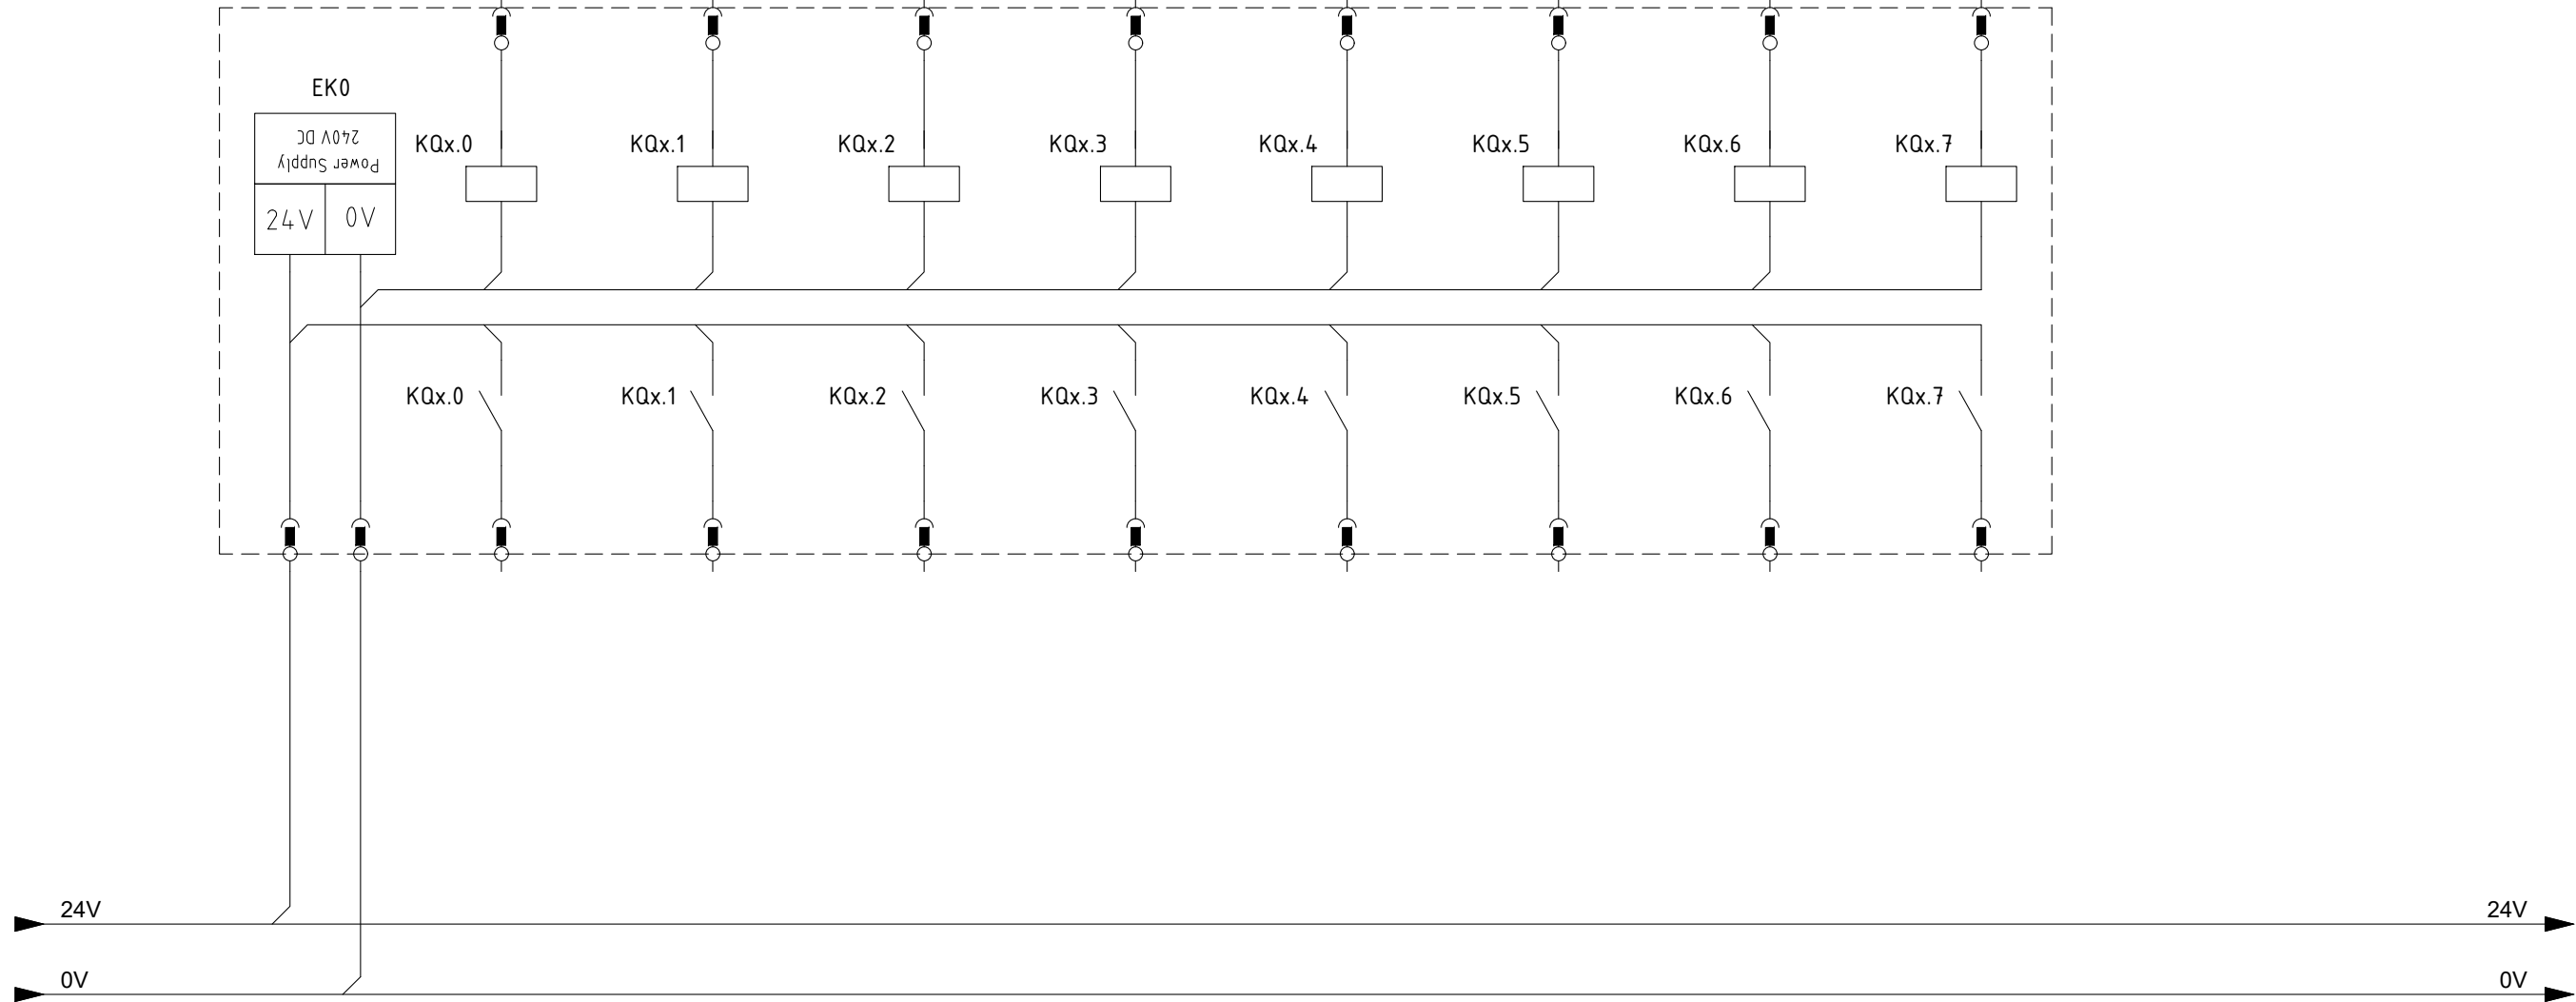 EK0
Power Supply
240V DC
24V 0V
KQx.0 KQx.1 KQx.2 KQx.3 KQx.4 KQx.5 KQx.6 KQx.7
KQx.0 KQx.1 KQx.2 KQx.3 KQx.4 KQx.5 KQx.6 KQx.7
24V 24V
0V 0V